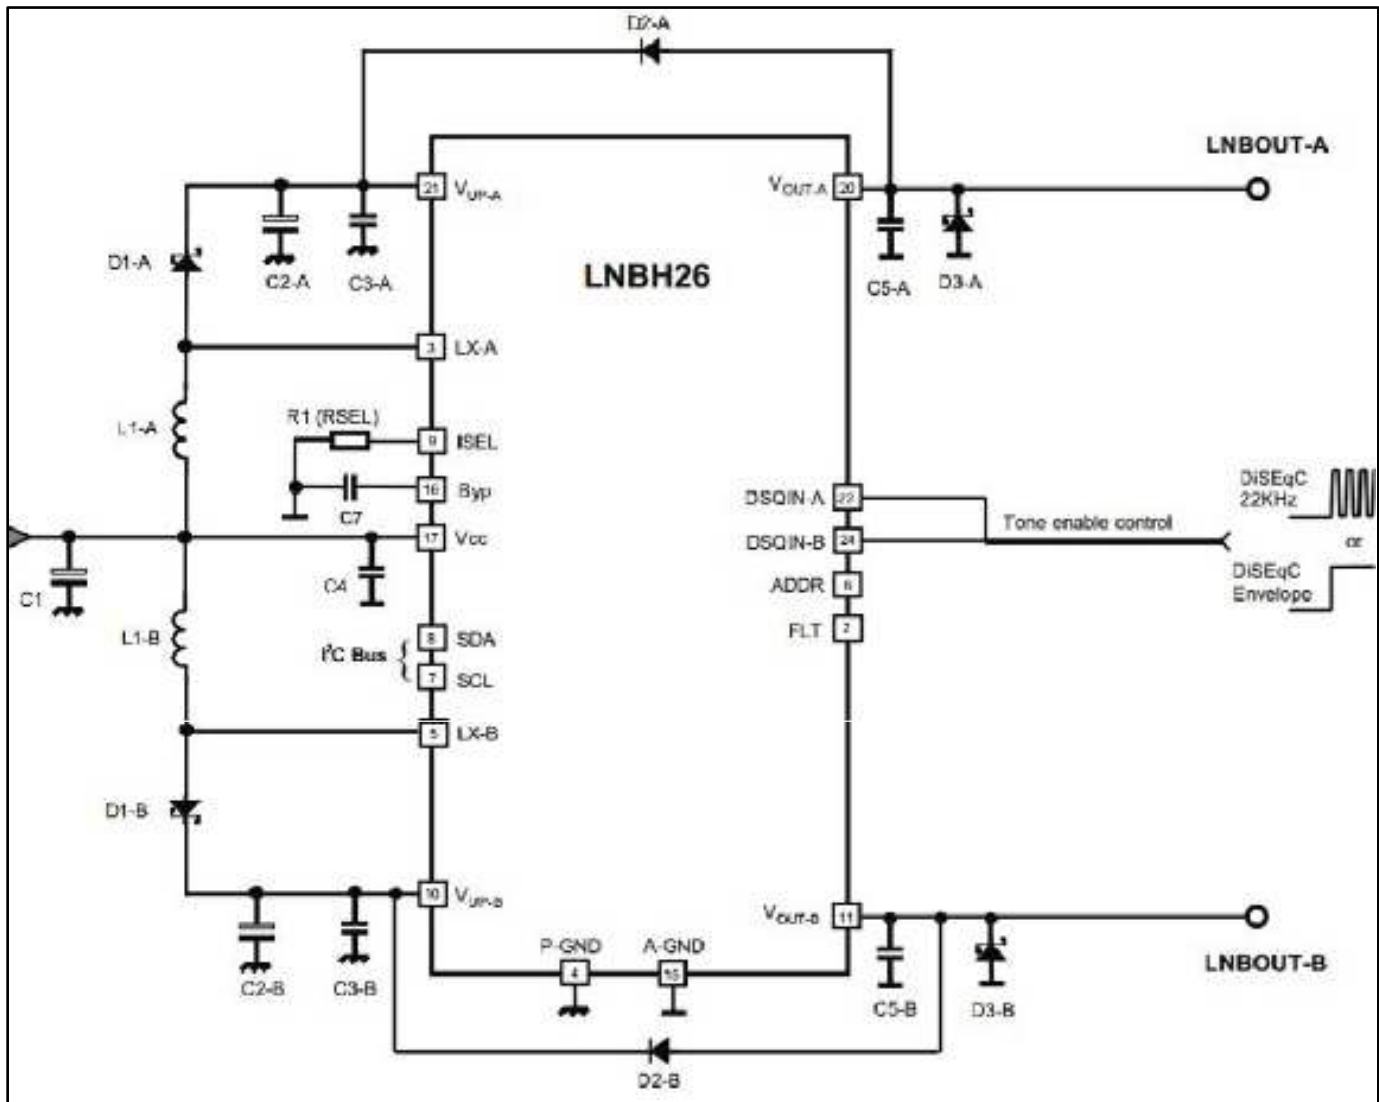 D2-A
LNBOUT-A
21 VUP-A
VOUT-A 20
D1-A
C2-A
C3-A
LNBH26
C5-A
D3-A
3 LX-A
L1-A
R1 (RSEL)
9 ISEL
16 Byp
C7
DSQIN-A 22
DiSEqC
22KHz
17 Vcc
DSQIN-B 24
Tone enable control
or
C1
C4
ADDR 6
DiSEqC
Envelope
L1-B
I²C Bus {
8 SDA
7 SCL
FLT 2
5 LX-B
D1-B
10 VUP-B
VOUT-B 11
P-GND
A-GND
4
LNBOUT-B
C2-B
C3-B
C5-B
D3-B
D2-B